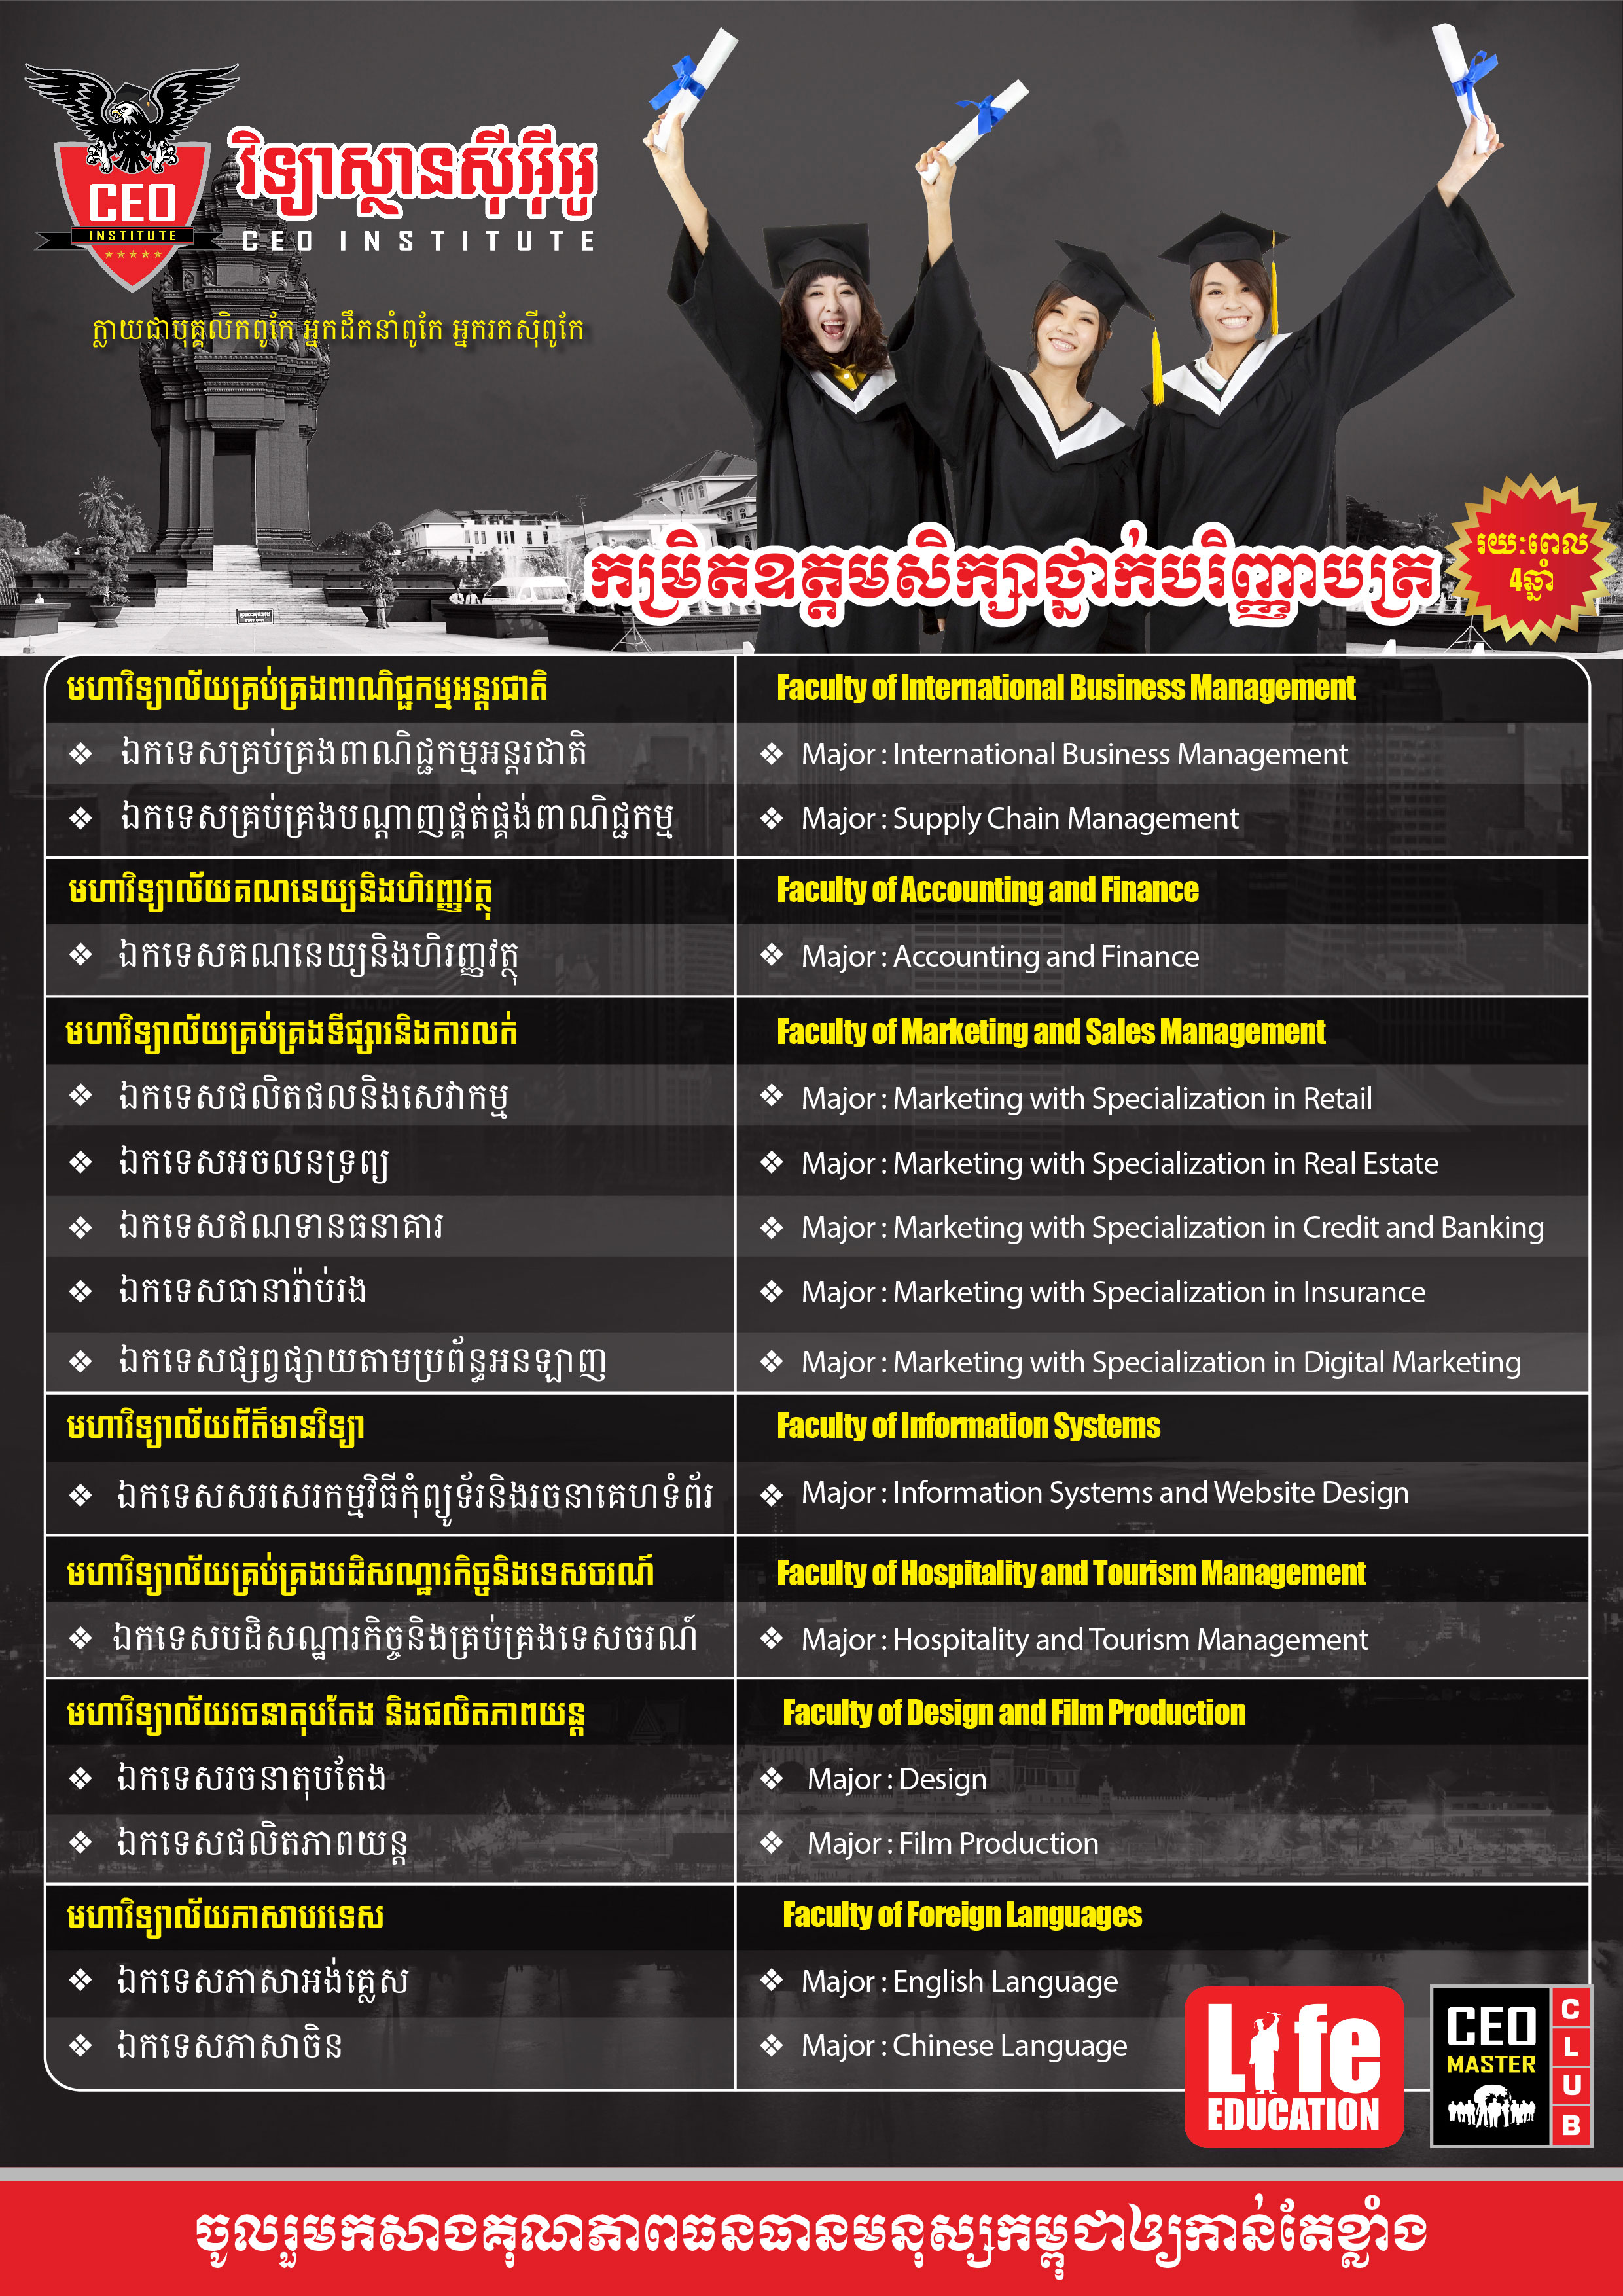 CEO
INSTITUTE
វិទ្យាស្ថានស៊ីអ៊ីអូ
CEO INSTITUTE
ក្លាយជាបុគ្គលិកពូកែ អ្នកដឹកនាំពូកែ អ្នករកស៊ីពូកែ
កម្រិតឧត្តមសិក្សាថ្នាក់បរិញ្ញាបត្រ
រយ:ពេល
4ឆ្នាំ
មហាវិទ្យាល័យគ្រប់គ្រងពាណិជ្ជកម្មអន្តរជាតិ
Faculty of International Business Management
❖ ឯកទេសគ្រប់គ្រងពាណិជ្ជកម្មអន្តរជាតិ
❖ Major : International Business Management
❖ ឯកទេសគ្រប់គ្រងបណ្តាញផ្គត់ផ្គង់ពាណិជ្ជកម្ម
❖ Major : Supply Chain Management
មហាវិទ្យាល័យគណនេយ្យនិងហិរញ្ញវត្ថុ
Faculty of Accounting and Finance
❖ ឯកទេសគណនេយ្យនិងហិរញ្ញវត្ថុ
❖ Major : Accounting and Finance
មហាវិទ្យាល័យគ្រប់គ្រងទីផ្សារនិងការលក់
Faculty of Marketing and Sales Management
❖ ឯកទេសផលិតផលនិងសេវាកម្ម
❖ Major : Marketing with Specialization in Retail
❖ ឯកទេសអចលនទ្រព្យ
❖ Major : Marketing with Specialization in Real Estate
❖ ឯកទេសឥណទានធនាគារ
❖ Major : Marketing with Specialization in Credit and Banking
❖ ឯកទេសធានារ៉ាប់រង
❖ Major : Marketing with Specialization in Insurance
❖ ឯកទេសផ្សព្វផ្សាយតាមប្រព័ន្ធអនឡាញ
❖ Major : Marketing with Specialization in Digital Marketing
មហាវិទ្យាល័យព័ត៌មានវិទ្យា
Faculty of Information Systems
❖ ឯកទេសសរសេរកម្មវិធីកុំព្យូទ័រនិងរចនាគេហទំព័រ
❖ Major : Information Systems and Website Design
មហាវិទ្យាល័យគ្រប់គ្រងបដិសណ្ឋារកិច្ចនិងទេសចរណ៍
Faculty of Hospitality and Tourism Management
❖ ឯកទេសបដិសណ្ឋារកិច្ចនិងគ្រប់គ្រងទេសចរណ៍
❖ Major : Hospitality and Tourism Management
មហាវិទ្យាល័យរចនាតុបតែង និងផលិតភាពយន្ត
Faculty of Design and Film Production
❖ ឯកទេសរចនាតុបតែង
❖ Major : Design
❖ ឯកទេសផលិតភាពយន្ត
❖ Major : Film Production
មហាវិទ្យាល័យភាសាបរទេស
Faculty of Foreign Languages
❖ ឯកទេសភាសាអង់គ្លេស
❖ Major : English Language
❖ ឯកទេសភាសាចិន
❖ Major : Chinese Language
Life
EDUCATION
CEO
MASTER
CLUB
ចូលរួមកសាងគុណភាពធនធានមនុស្សកម្ពុជាឲ្យកាន់តែខ្លាំង